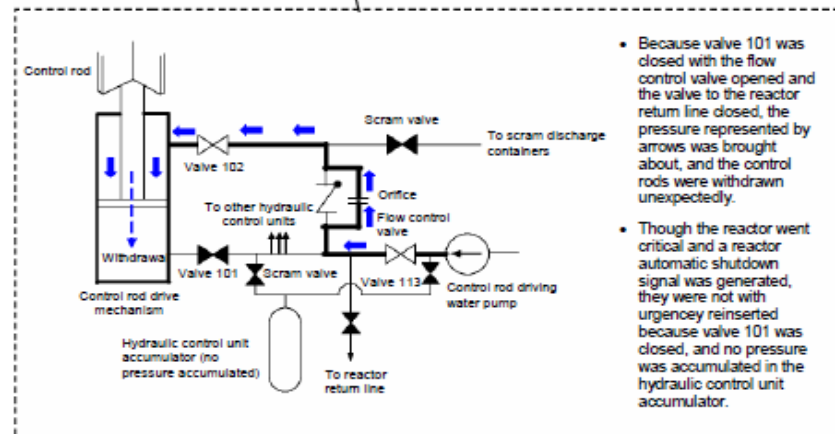 Control rod
Scram valve
To scram discharge
containers
Valve 102
Orifice
To other hydraulic
control units
Flow control
valve
Withdrawa
Valve 101
Scram valve
Valve 113
Control rod drive
mechanism
Control rod driving
water pump
Hydraulic control unit
accumulator (no
pressure accumulated)
To reactor
return line
• Because valve 101 was
closed with the flow
control valve opened and
the valve to the reactor
return line closed, the
pressure represented by
arrows was brought
about, and the control
rods were withdrawn
unexpectedly.
• Though the reactor went
critical and a reactor
automatic shutdown
signal was generated,
they were not with
urgencey reinserted
because valve 101 was
closed, and no pressure
was accumulated in the
hydraulic control unit
accumulator.